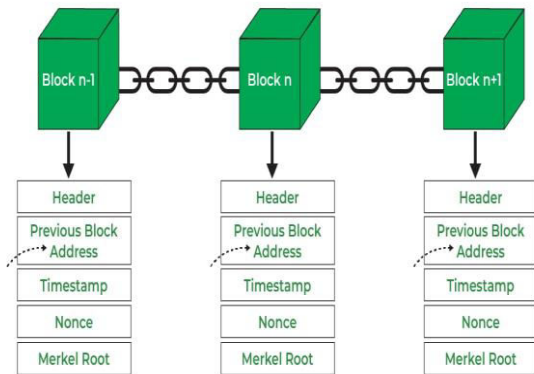 Block n-1
Block n
Block n+1
Header
Previous Block
Address
Timestamp
Nonce
Merkel Root
Header
Previous Block
Address
Timestamp
Nonce
Merkel Root
Header
Previous Block
Address
Timestamp
Nonce
Merkel Root